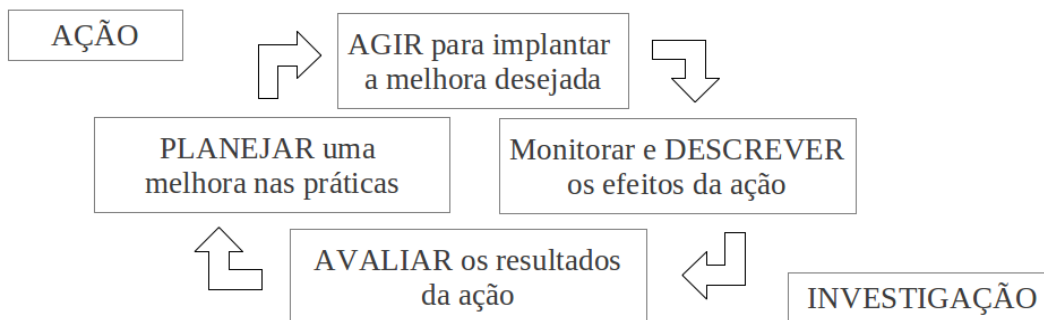 AÇÃO
AGIR para implantar
a melhora desejada
PLANEJAR uma
melhora nas práticas
Monitorar e DESCREVER
os efeitos da ação
AVALIAR os resultados
da ação
INVESTIGAÇÃO